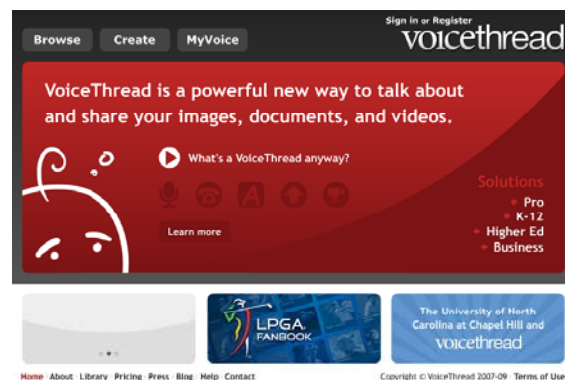 Sign in or Register
Browse Create MyVoice
voicethread
VoiceThread is a powerful new way to talk about
and share your images, documents, and videos.
What's a VoiceThread anyway?
A
Learn more
Solutions
Pro
K-12
Higher Ed
Business
LPGA
FANBOOK
The University of North
Carolina at Chapel Hill and
voicethread
Home About Library Pricing Press Blog Help Contact
Copyright © VoiceThread 2007-09 Terms of Use